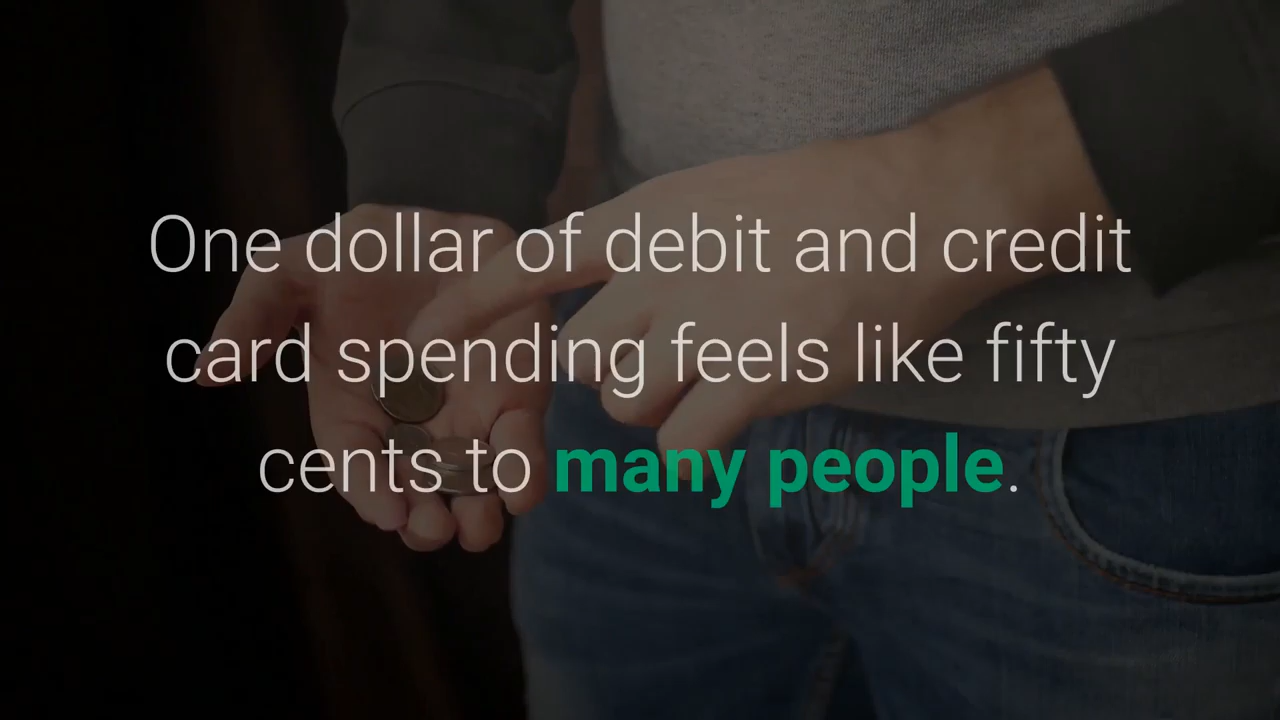 One dollar of debit and credit
card spending feels like fifty
cents to many people.